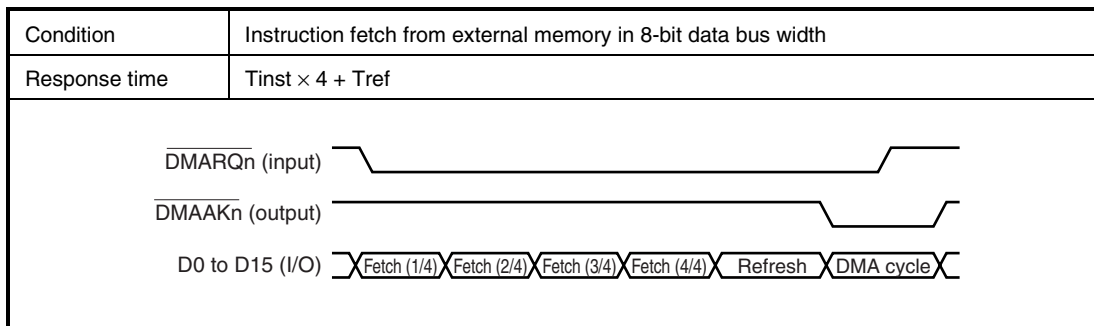 Condition Instruction fetch from external memory in 8-bit data bus width
Response time Tinst × 4 + Tref
DMARQn (input)
DMAAKn (output)
D0 to D15 (I/O) Fetch (1/4) Fetch (2/4) Fetch (3/4) Fetch (4/4) Refresh DMA cycle